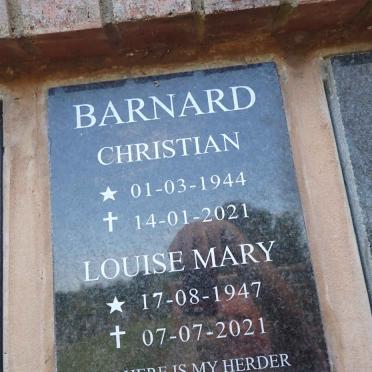 BARNARD
CHRISTIAN
★ 01-03-1944
✝ 14-01-2021
LOUISE MARY
★ 17-08-1947
✝ 07-07-2021
HERE IS MY HERDER